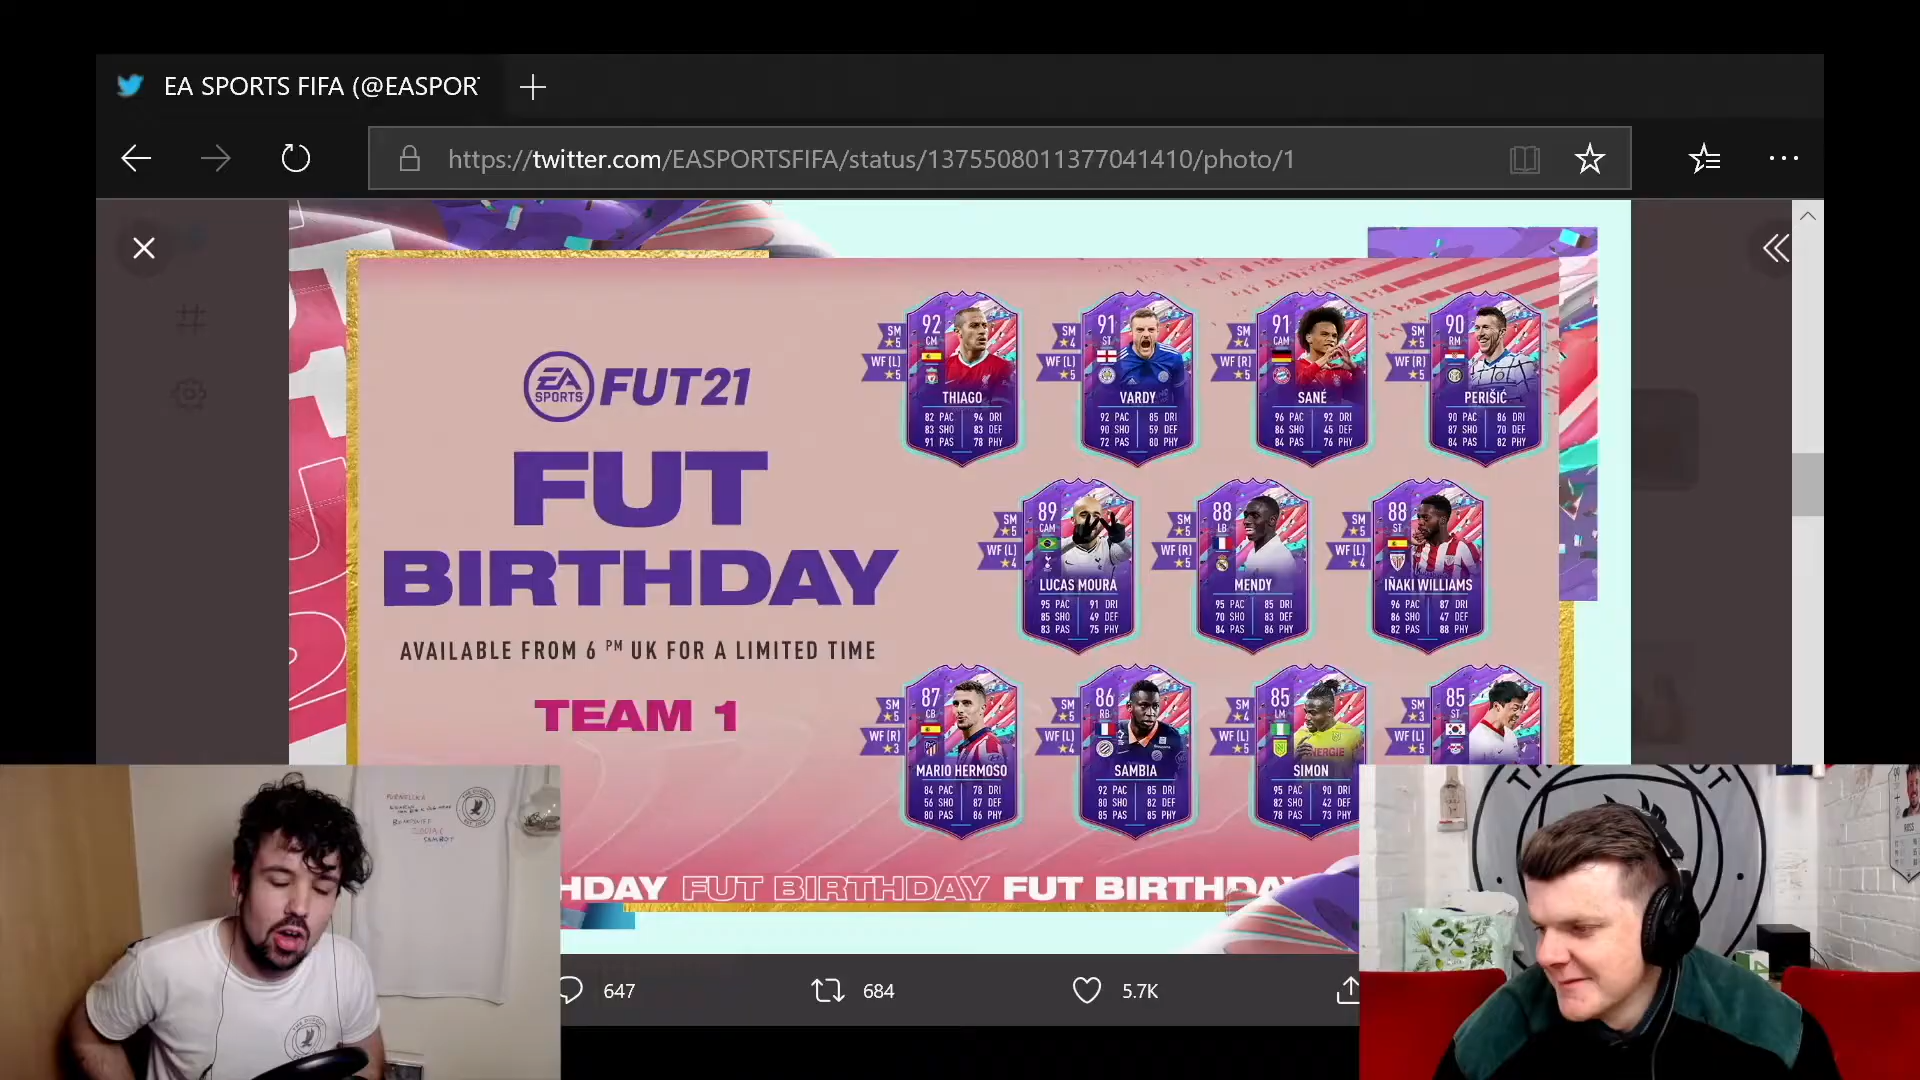 EA SPORTS FIFA (@EASPOR
https://twitter.com/EASPORTSFIFA/status/1375508011377041410/photo/1
EA SPORTS FUT21
FUT
BIRTHDAY
AVAILABLE FROM 6 PM UK FOR A LIMITED TIME
TEAM 1
SM ★5
WF (L) ★5
92 CM
THIAGO
82 PAC 94 DRI
83 SHO 83 DEF
91 PAS 78 PHY
SM ★4
WF (L) ★5
91 ST
VARDY
92 PAC 85 DRI
90 SHO 59 DEF
72 PAS 80 PHY
SM ★4
WF (R) ★5
91 CAM
SANÉ
96 PAC 92 DRI
86 SHO 45 DEF
84 PAS 76 PHY
SM ★5
WF (R) ★5
90 RM
PERIŠIĆ
90 PAC 86 DRI
87 SHO 70 DEF
84 PAS 82 PHY
SM ★5
WF (L) ★4
89 CAM
LUCAS MOURA
95 PAC 91 DRI
85 SHO 49 DEF
83 PAS 75 PHY
SM ★5
WF (R) ★5
88 LB
MENDY
95 PAC 85 DRI
70 SHO 83 DEF
84 PAS 86 PHY
SM ★5
WF (L) ★4
88 ST
IÑAKI WILLIAMS
96 PAC 87 DRI
86 SHO 47 DEF
82 PAS 88 PHY
SM ★5
WF (R) ★3
87 CB
MARIO HERMOSO
84 PAC 78 DRI
56 SHO 87 DEF
80 PAS 86 PHY
SM ★5
WF (L) ★4
86 RB
SAMBIA
92 PAC 85 DRI
80 SHO 82 DEF
85 PAS 85 PHY
SM ★4
WF (L) ★5
85 LM
SIMON
95 PAC 90 DRI
82 SHO 42 DEF
78 PAS 73 PHY
SM ★3
WF (L) ★5
85 ST
HDAY FUT BIRTHDAY FUT BIRTHDAY
647
684
5.7K